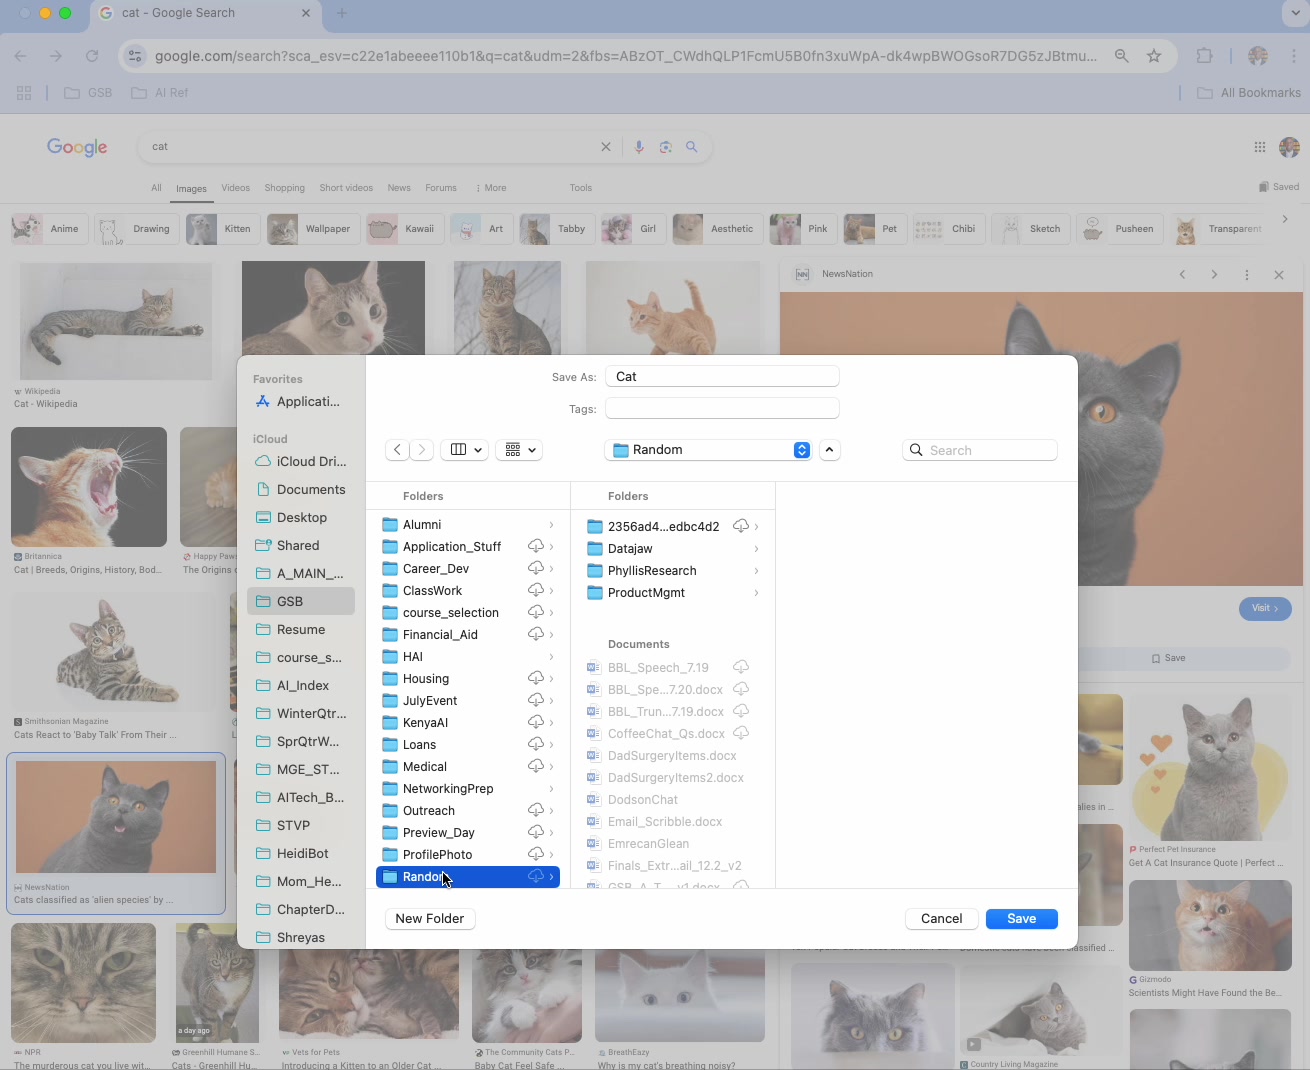 cat - Google Search
google.com/search?sca_esv=c22e1abeeee110b1&q=cat&udm=2&fbs=ABzOT_CWdhQLP1FcmU5B0fn3xuWpA-dk4wpBWOGsoR7DG5zJBtmu...
GSB
AI Ref
All Bookmarks
Google
cat
All
Images
Videos
Shopping
Short videos
News
Forums
More
Tools
Saved
Anime
Drawing
Kitten
Wallpaper
Kawaii
Art
Tabby
Girl
Aesthetic
Pink
Pet
Chibi
Sketch
Pusheen
Transparent
NewsNation
Wikipedia
Cat - Wikipedia
Britannica
Cat | Breeds, Origins, History, Bod...
Happy Paw
The Origins o
Smithsonian Magazine
Cats React to 'Baby Talk' From Their ...
NewsNation
Cats classified as 'alien species' by ...
Visit >
Save
Favorites
Applicati...
iCloud
iCloud Dri...
Documents
Desktop
Shared
A_MAIN_...
GSB
Resume
course_s...
AI_Index
WinterQtr...
SprQtrW...
MGE_ST...
AITech_B...
STVP
HeidiBot
Mom_He...
ChapterD...
Shreyas
Save As:
Cat
Tags:
Random
Search
Folders
Alumni
Application_Stuff
Career_Dev
ClassWork
course_selection
Financial_Aid
HAI
Housing
JulyEvent
KenyaAI
Loans
Medical
NetworkingPrep
Outreach
Preview_Day
ProfilePhoto
Random
Folders
2356ad4...edbc4d2
Datajaw
PhyllisResearch
ProductMgmt
Documents
BBL_Speech_7.19
BBL_Spe...7.20.docx
BBL_Trun...7.19.docx
CoffeeChat_Qs.docx
DadSurgeryItems.docx
DadSurgeryItems2.docx
DodsonChat
Email_Scribble.docx
EmrecanGlean
Finals_Extr...ail_12.2_v2
GSB_A_T... v1.docx
New Folder
Cancel
Save
alies in ...
Perfect Pet Insurance
Get A Cat Insurance Quote | Perfect ...
Gizmodo
Scientists Might Have Found the Be...
a day ago
NPR
The murderous cat you live wit...
Greenhill Humane S...
Cats - Greenhill Hu...
Vets for Pets
Introducing a Kitten to an Older Cat ...
The Community Cats P...
Baby Cat Feel Safe ...
BreathEazy
Why is my cat's breathing noisy?
Country Living Magazine